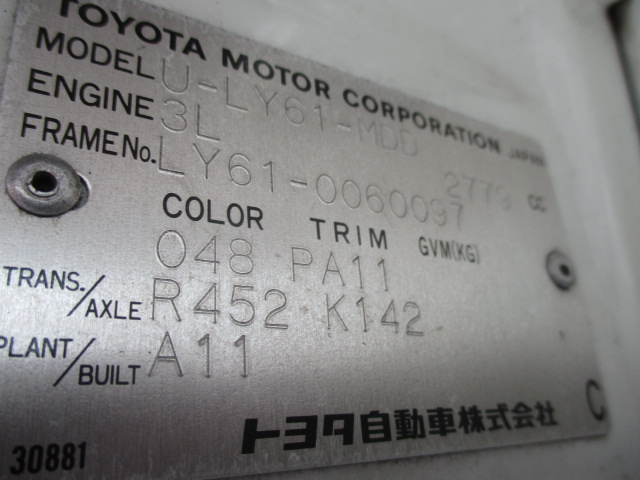 TOYOTA MOTOR CORPORATION JAPAN
MODEL U-LY61-MDD
ENGINE 3L 2779 CC
FRAME No. LY61-0060097
COLOR TRIM GVM(KG)
048 PA11
TRANS./AXLE R452 K142
PLANT/BUILT A11
トヨタ自動車株式会社 C
30881